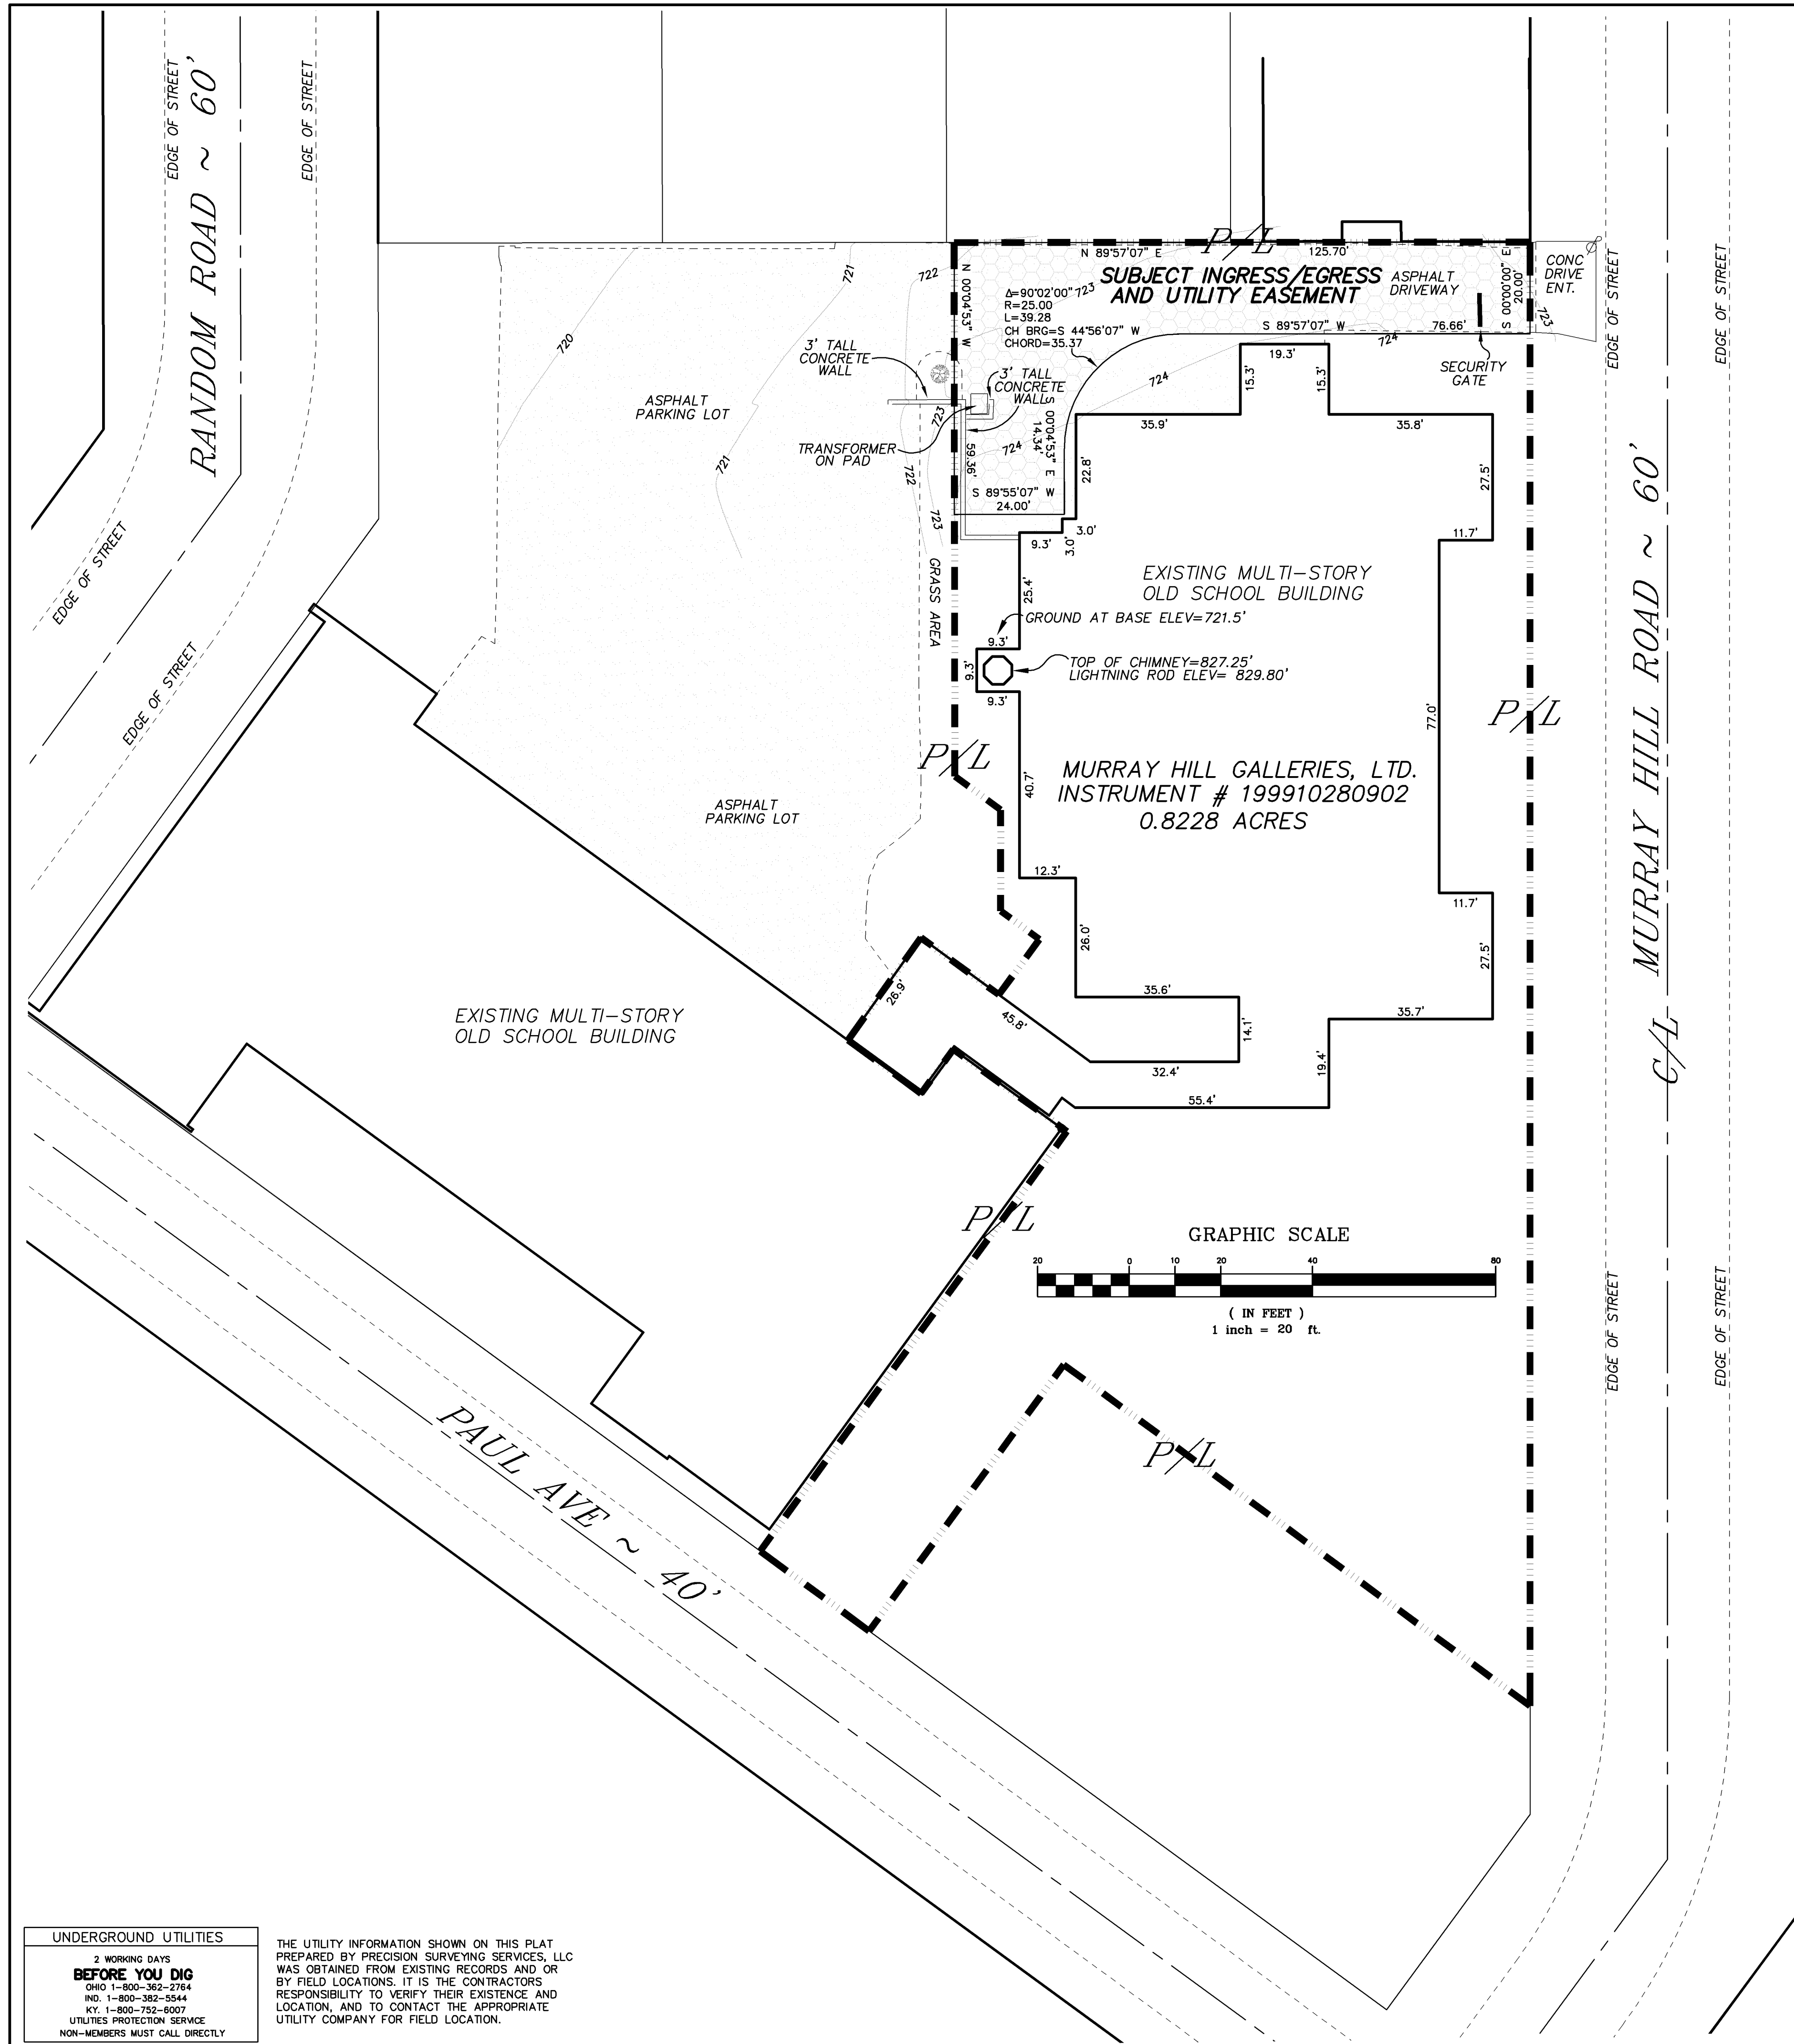 EDGE OF STREET
RANDOM ROAD ~ 60'
EDGE OF STREET
EDGE OF STREET
EDGE OF STREET
720
721
721
722
722
723
723
723
723
724
724
724
P/L
N 89°57'07" E
125.70'
SUBJECT INGRESS/EGRESS
AND UTILITY EASEMENT
ASPHALT
DRIVEWAY
CONC
DRIVE
ENT.
S 00°00'00" E
20.00'
N 00°04'53" W
59.36'
Δ=90°02'00"
R=25.00
L=39.28
CH BRG=S 44°56'07" W
CHORD=35.37
S 89°57'07" W
76.66'
SECURITY
GATE
3' TALL
CONCRETE
WALL
3' TALL
CONCRETE
WALL
S 00°04'53" E
14.34'
S 89°55'07" W
24.00'
TRANSFORMER
ON PAD
ASPHALT
PARKING LOT
19.3'
15.3'
15.3'
35.9'
35.8'
22.8'
27.5'
3.0'
9.3'
3.0'
11.7'
GRASS AREA
25.4'
EXISTING MULTI-STORY
OLD SCHOOL BUILDING
GROUND AT BASE ELEV=721.5'
9.3'
9.3'
9.3'
TOP OF CHIMNEY=827.25'
LIGHTNING ROD ELEV= 829.80'
77.0'
P/L
P/L
40.7'
MURRAY HILL GALLERIES, LTD.
INSTRUMENT # 199910280902
0.8228 ACRES
ASPHALT
PARKING LOT
12.3'
11.7'
26.0'
27.5'
35.6'
35.7'
26.9'
45.8'
14.1'
19.4'
32.4'
55.4'
EXISTING MULTI-STORY
OLD SCHOOL BUILDING
EDGE OF STREET
EDGE OF STREET
MURRAY HILL ROAD ~ 60'
C/L
EDGE OF STREET
EDGE OF STREET
P/L
GRAPHIC SCALE
20 0 10 20 40 80
( IN FEET )
1 inch = 20 ft.
P/L
PAUL AVE ~ 40'
UNDERGROUND UTILITIES
2 WORKING DAYS
BEFORE YOU DIG
OHIO 1-800-362-2764
IND. 1-800-382-5544
KY. 1-800-752-6007
UTILITIES PROTECTION SERVICE
NON-MEMBERS MUST CALL DIRECTLY
THE UTILITY INFORMATION SHOWN ON THIS PLAT
PREPARED BY PRECISION SURVEYING SERVICES, LLC
WAS OBTAINED FROM EXISTING RECORDS AND OR
BY FIELD LOCATIONS. IT IS THE CONTRACTORS
RESPONSIBILITY TO VERIFY THEIR EXISTENCE AND
LOCATION, AND TO CONTACT THE APPROPRIATE
UTILITY COMPANY FOR FIELD LOCATION.